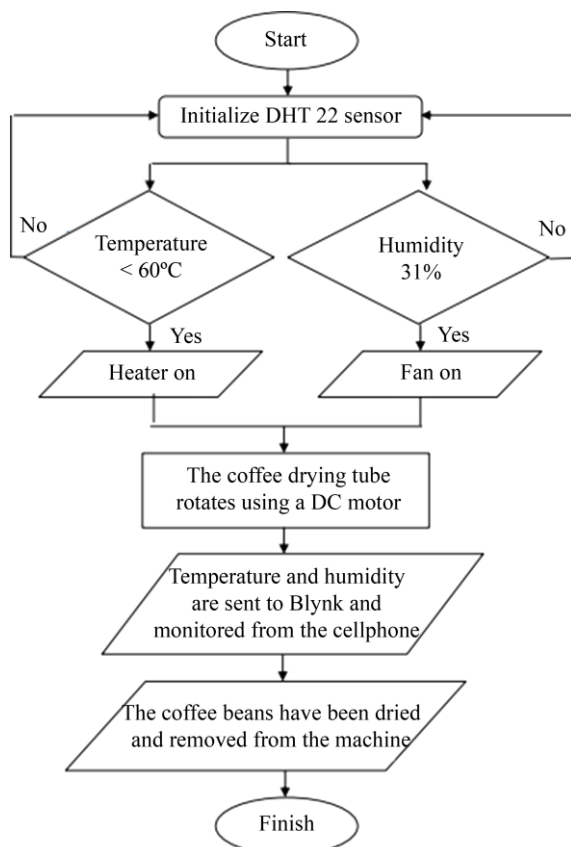 Start
Initialize DHT 22 sensor
No
Temperature
< 60ºC
Humidity
31%
No
Yes
Yes
Heater on
Fan on
The coffee drying tube
rotates using a DC motor
Temperature and humidity
are sent to Blynk and
monitored from the cellphone
The coffee beans have been dried
and removed from the machine
Finish